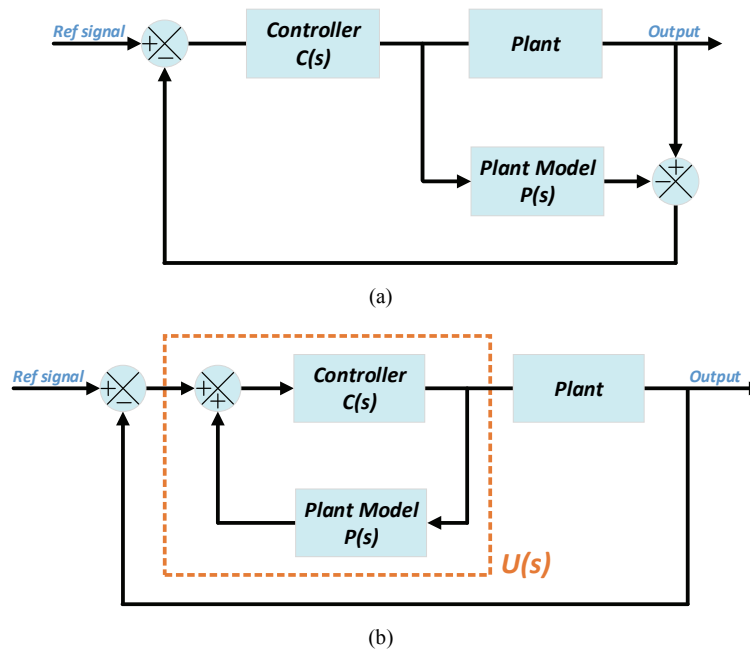 Ref signal
+
−
Controller
C(s)
Plant
Output
Plant Model
P(s)
−
+
(a)
Ref signal
+
−
+
+
Controller
C(s)
Plant
Output
Plant Model
P(s)
U(s)
(b)